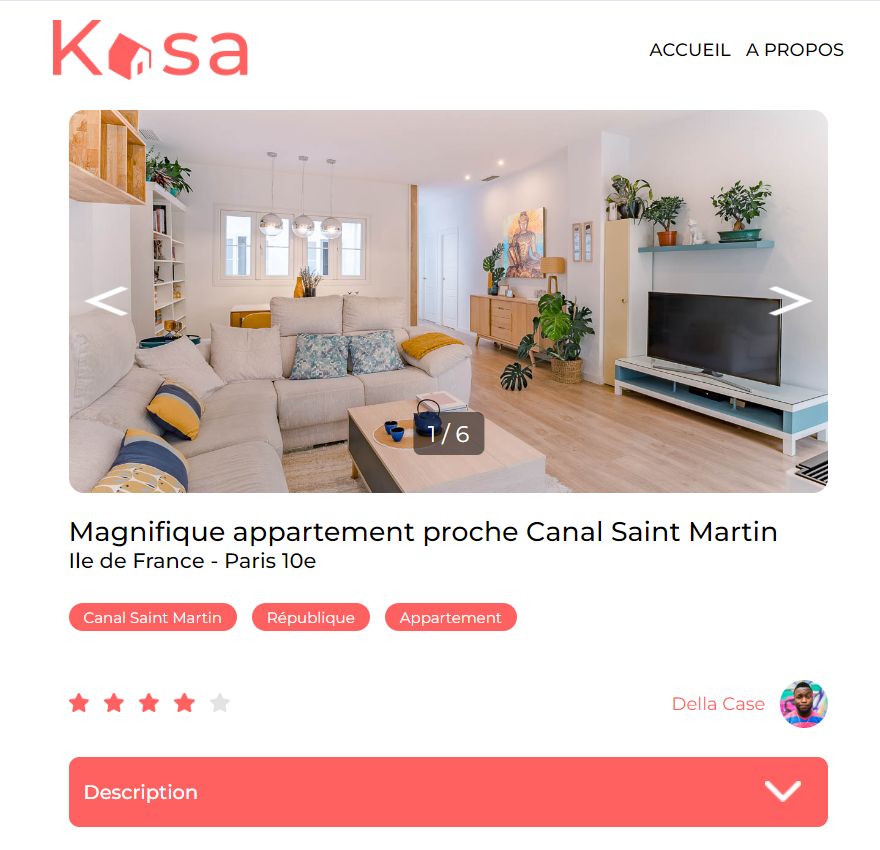 Kasa
ACCUEIL A PROPOS
1 / 6
Magnifique appartement proche Canal Saint Martin
Ile de France - Paris 10e
Canal Saint Martin
République
Appartement
Della Case
Description